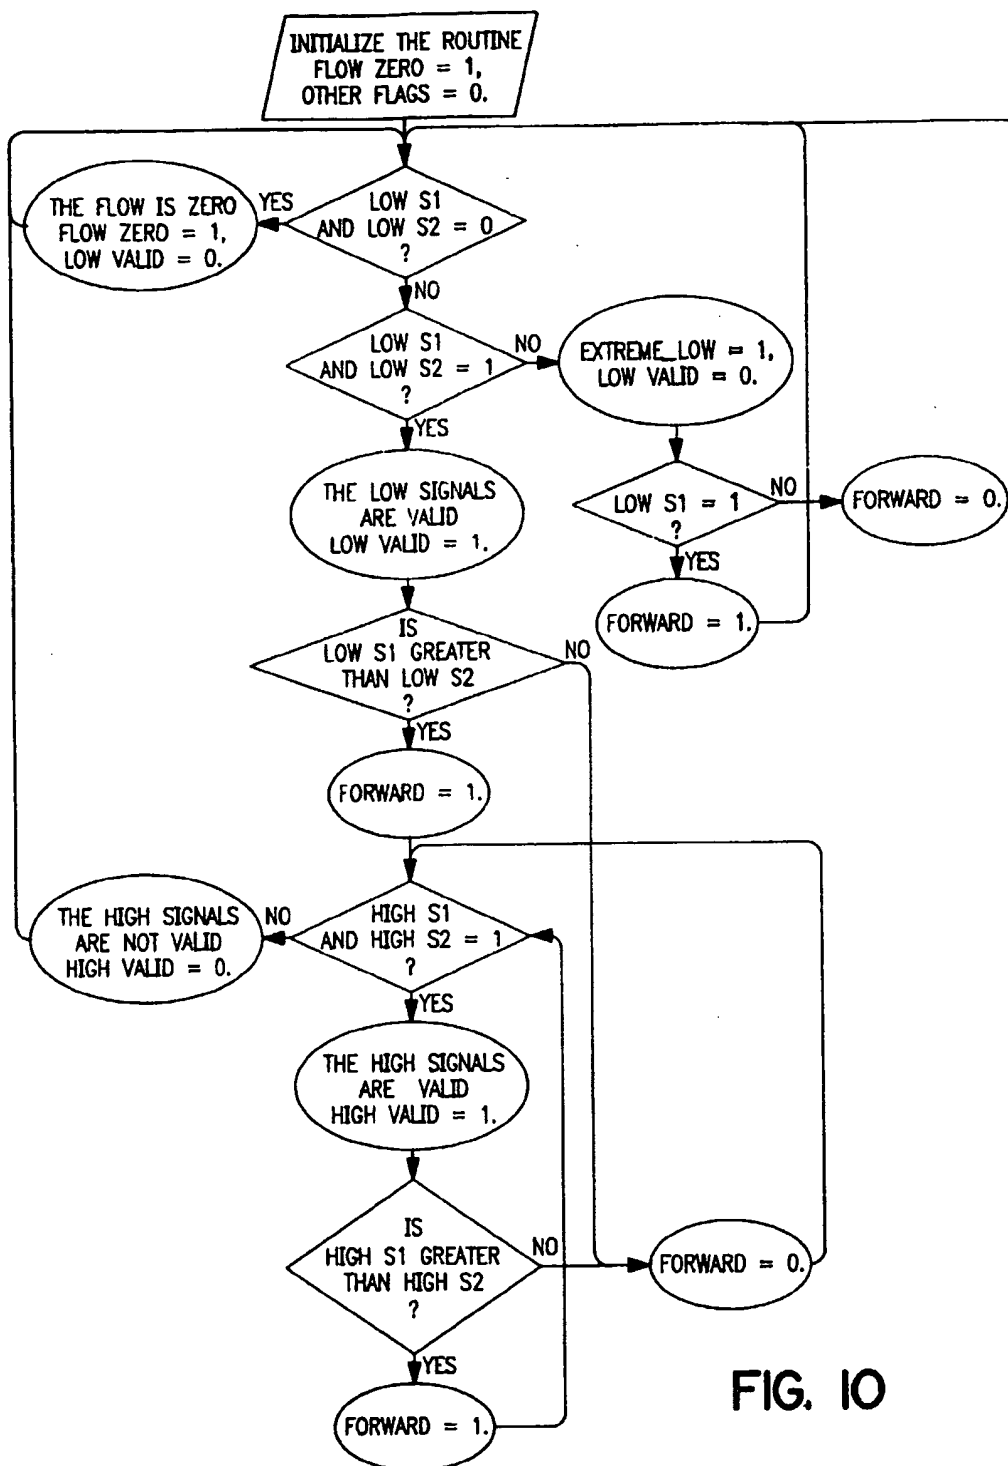 INITIALIZE THE ROUTINE
FLOW ZERO = 1,
OTHER FLAGS = 0.
LOW S1
AND LOW S2 = 0
?
YES
THE FLOW IS ZERO
FLOW ZERO = 1,
LOW VALID = 0.
NO
LOW S1
AND LOW S2 = 1
?
NO
EXTREME_LOW = 1,
LOW VALID = 0.
YES
THE LOW SIGNALS
ARE VALID
LOW VALID = 1.
LOW S1 = 1
?
NO
FORWARD = 0.
YES
FORWARD = 1.
IS
LOW S1 GREATER
THAN LOW S2
?
NO
YES
FORWARD = 1.
HIGH S1
AND HIGH S2 = 1
?
NO
THE HIGH SIGNALS
ARE NOT VALID
HIGH VALID = 0.
YES
THE HIGH SIGNALS
ARE VALID
HIGH VALID = 1.
IS
HIGH S1 GREATER
THAN HIGH S2
?
NO
FORWARD = 0.
YES
FORWARD = 1.
FIG. 10